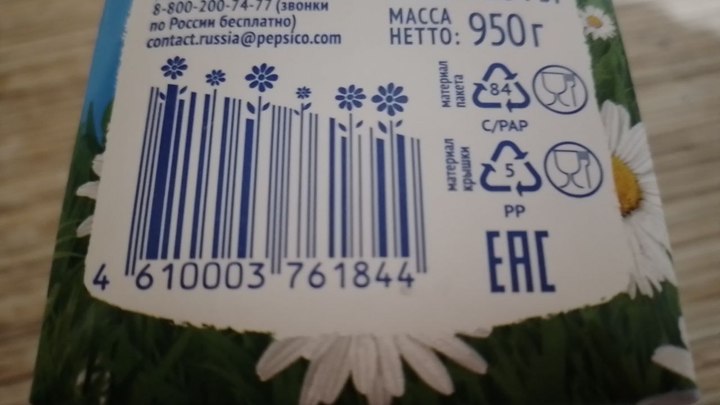 8-800-200-74-77 (звонки
по России бесплатно)
contact.russia@pepsico.com
МАССА
НЕТТО: 950 г
материал
пакета
84
C/PAP
материал
крышки
5
PP
EAC
4 610003 761844